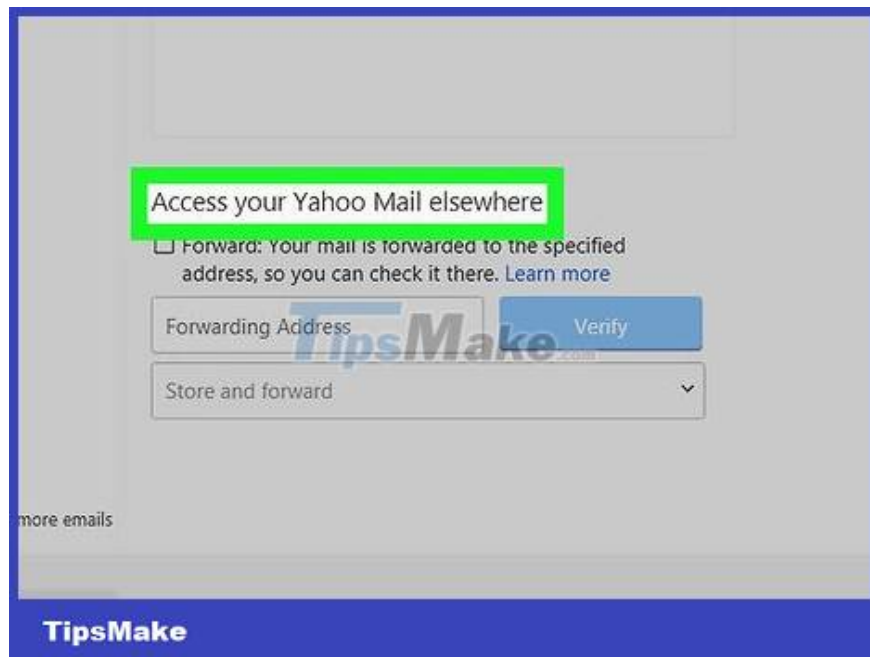 Access your Yahoo Mail elsewhere
Forward: Your mail is forwarded to the specified
address, so you can check it there. Learn more
Forwarding Address
Verify
TipsMake.com
Store and forward
more emails
TipsMake